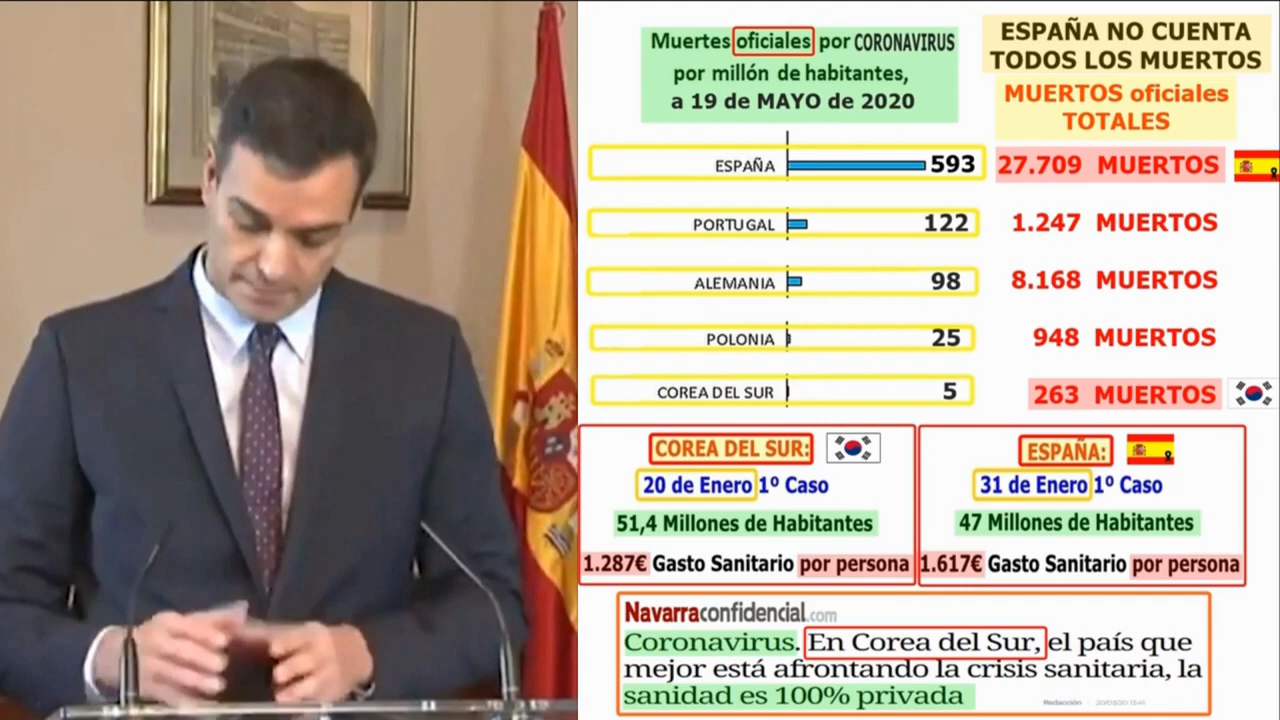 Muertes oficiales por CORONAVIRUS
por millón de habitantes,
a 19 de MAYO de 2020
ESPAÑA NO CUENTA
TODOS LOS MUERTOS
MUERTOS oficiales
TOTALES
ESPAÑA 593 27.709 MUERTOS
PORTUGAL 122 1.247 MUERTOS
ALEMANIA 98 8.168 MUERTOS
POLONIA 25 948 MUERTOS
COREA DEL SUR 5 263 MUERTOS
COREA DEL SUR:
20 de Enero 1º Caso
51,4 Millones de Habitantes
1.287€ Gasto Sanitario por persona
ESPAÑA:
31 de Enero 1º Caso
47 Millones de Habitantes
1.617€ Gasto Sanitario por persona
Navarraconfidencial.com
Coronavirus. En Corea del Sur, el país que
mejor está afrontando la crisis sanitaria, la
sanidad es 100% privada
Redacción